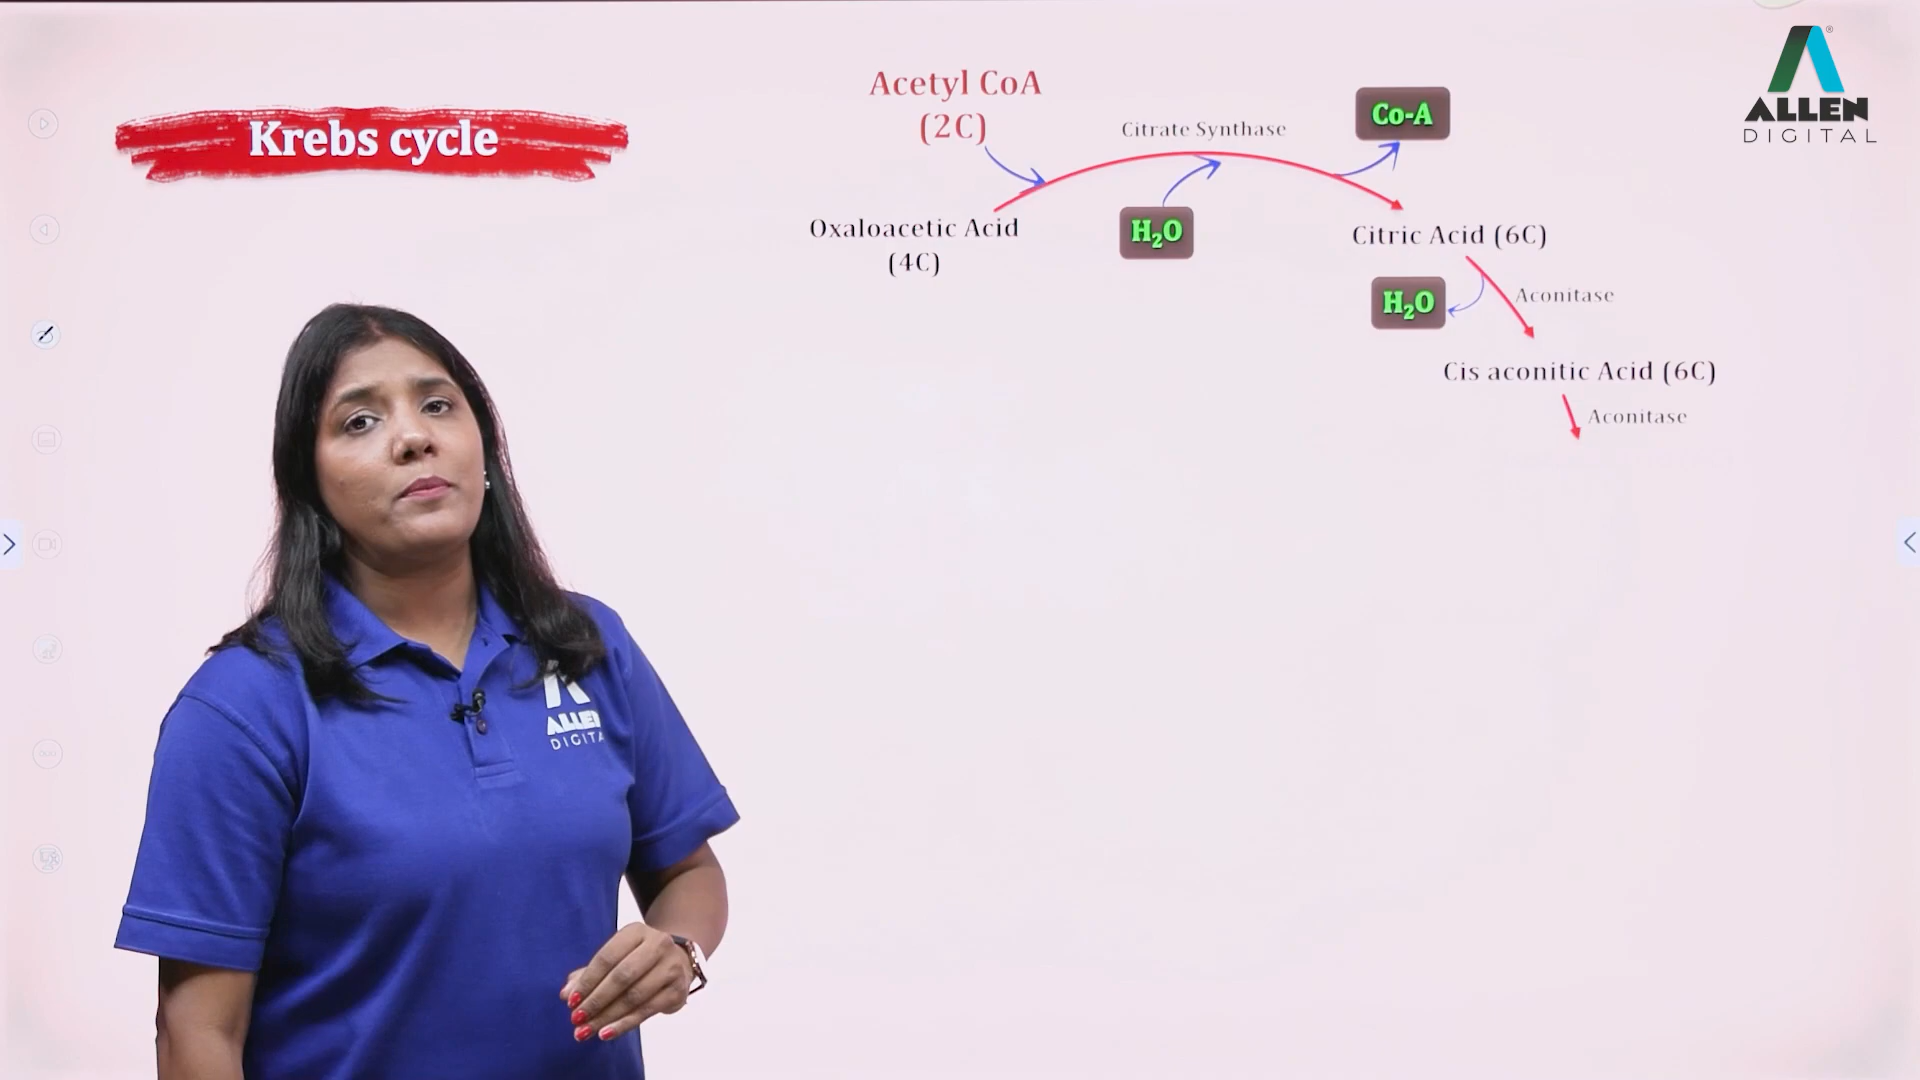 Krebs cycle
Acetyl CoA
(2C)
Citrate Synthase
Co-A
ALLEN
DIGITAL
Oxaloacetic Acid
(4C)
H₂O
Citric Acid (6C)
H₂O
Aconitase
Cis aconitic Acid (6C)
Aconitase
ALLEN
DIGITA